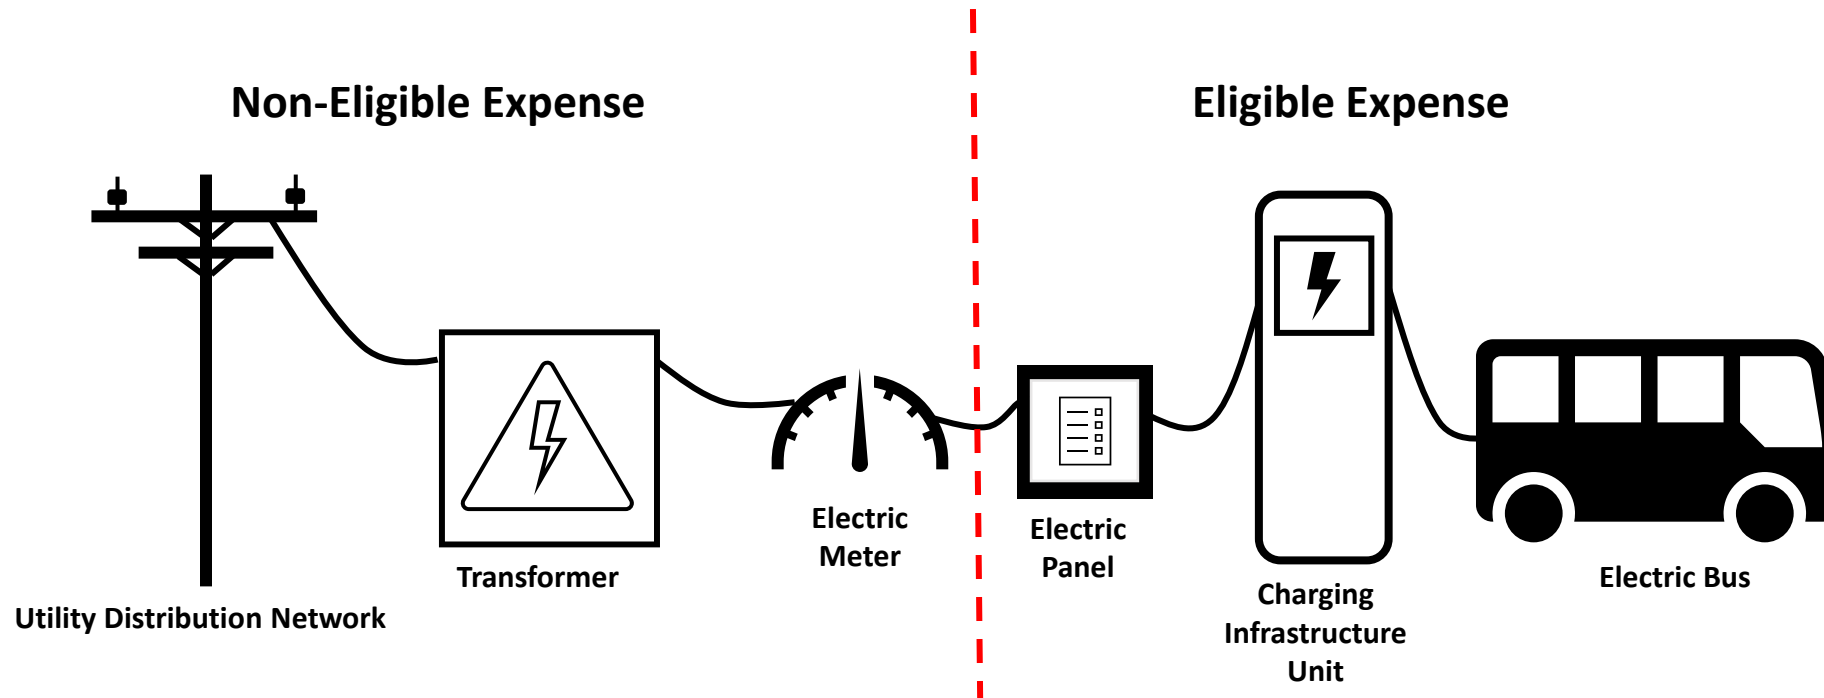 Non-Eligible Expense
Eligible Expense
Utility Distribution Network
Transformer
Electric
Meter
Electric
Panel
Charging
Infrastructure
Unit
Electric Bus